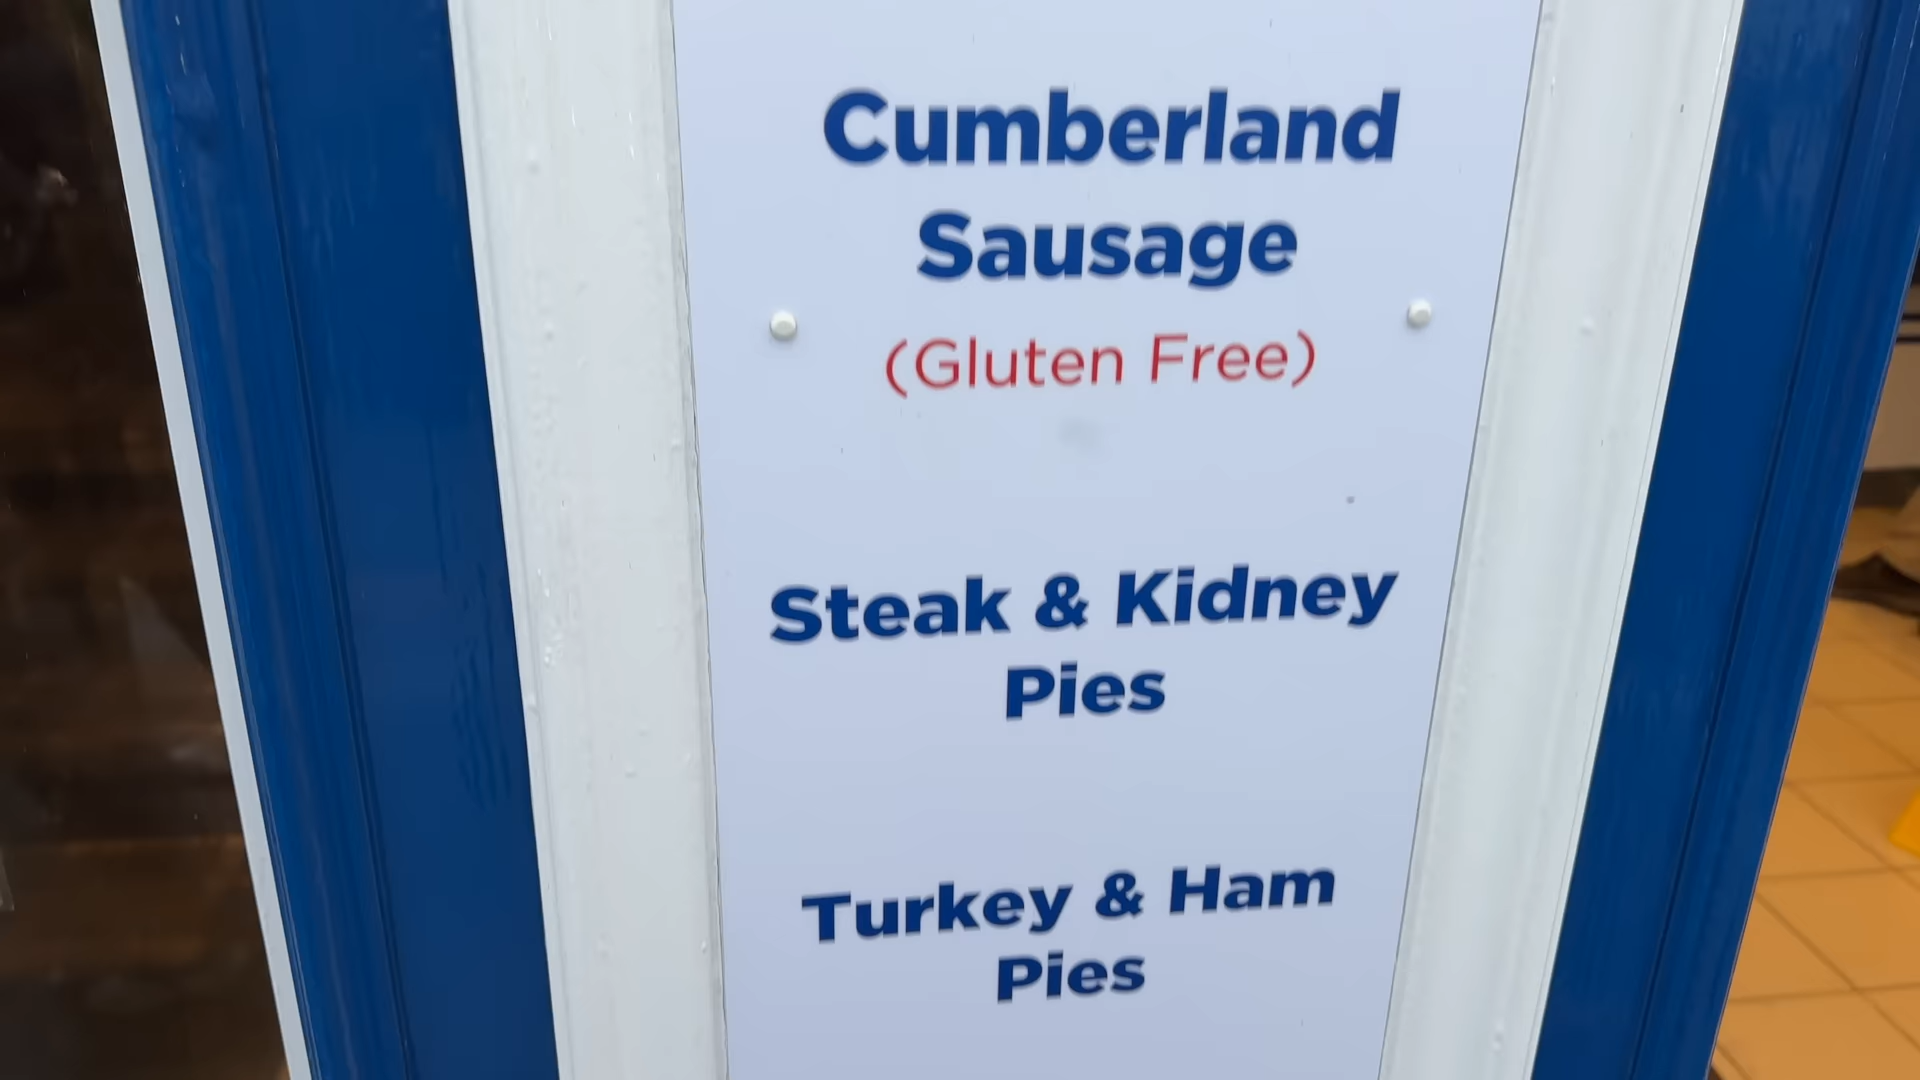 Cumberland
Sausage
(Gluten Free)
Steak & Kidney
Pies
Turkey & Ham
Pies